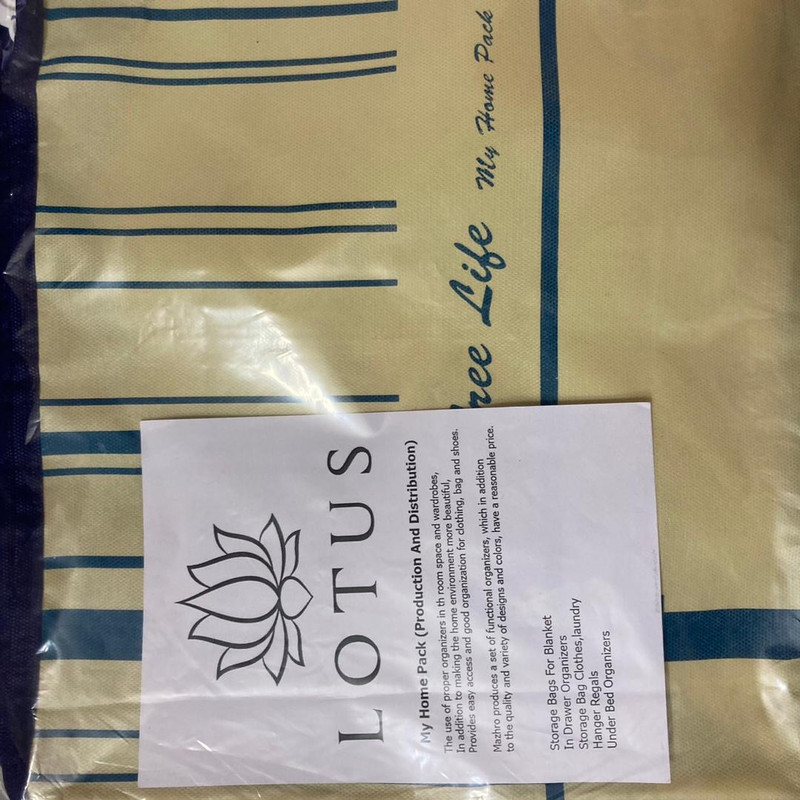 ree Life My Home Pack
LOTUS
My Home Pack (Production And Distribution)
The use of proper organizers in th room space and wardrobes,
In addition to making the home environment more beautiful,
Provides easy access and good organization for clothing, bag and shoes.
Mazhro produces a set of functional organizers, which in addition
to the quality and variety of designs and colors, have a reasonable price.
Storage Bags For Blanket
In Drawer Organizers
Storage Bag Clothes,laundry
Hanger Regals
Under Bed Organizers